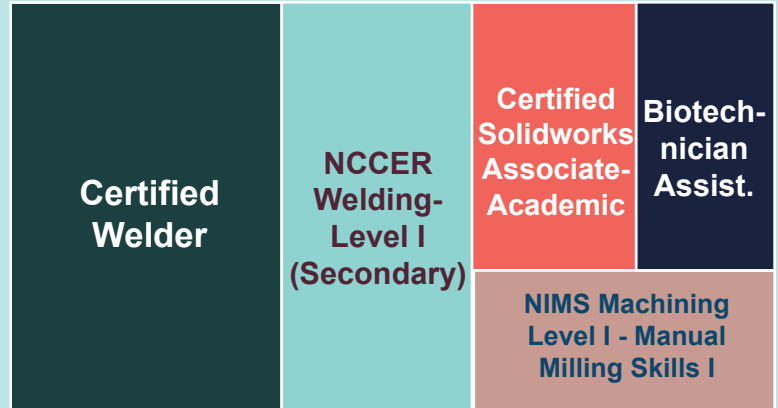 Certified
Welder
NCCER
Welding-
Level I
(Secondary)
Certified
Solidworks
Associate-
Academic
Biotech-
nician
Assist.
NIMS Machining
Level I - Manual
Milling Skills I